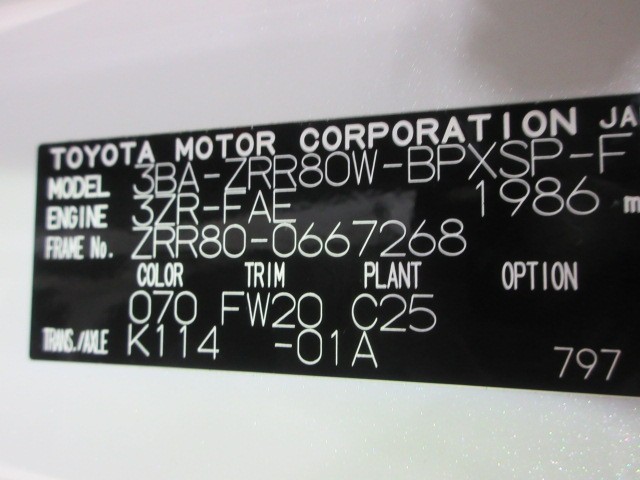 TOYOTA MOTOR CORPORATION JA
MODEL 3BA-ZRR80W-BPXSP-F
ENGINE 3ZR-FAE 1986 m
FRAME No. ZRR80-0667268
COLOR TRIM PLANT OPTION
070 FW20 C25
TRANS./AXLE K114 -01A
797